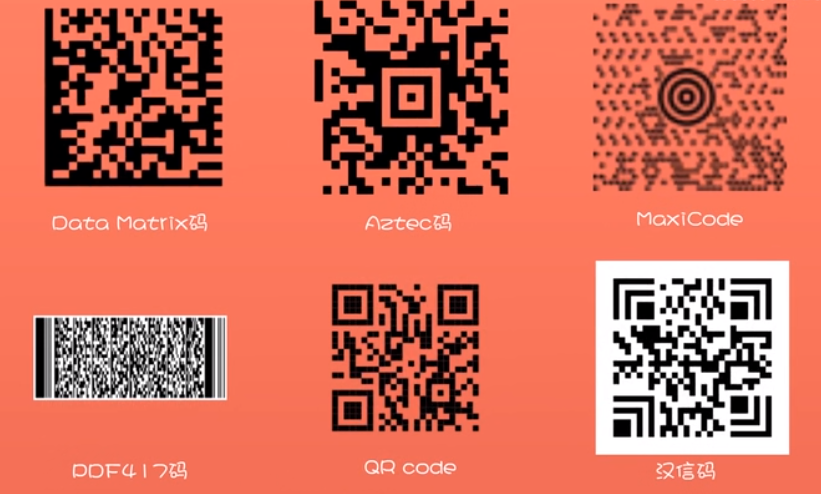 Data Matrix码
Aztec码
MaxiCode
PDF417码
QR code
汉信码